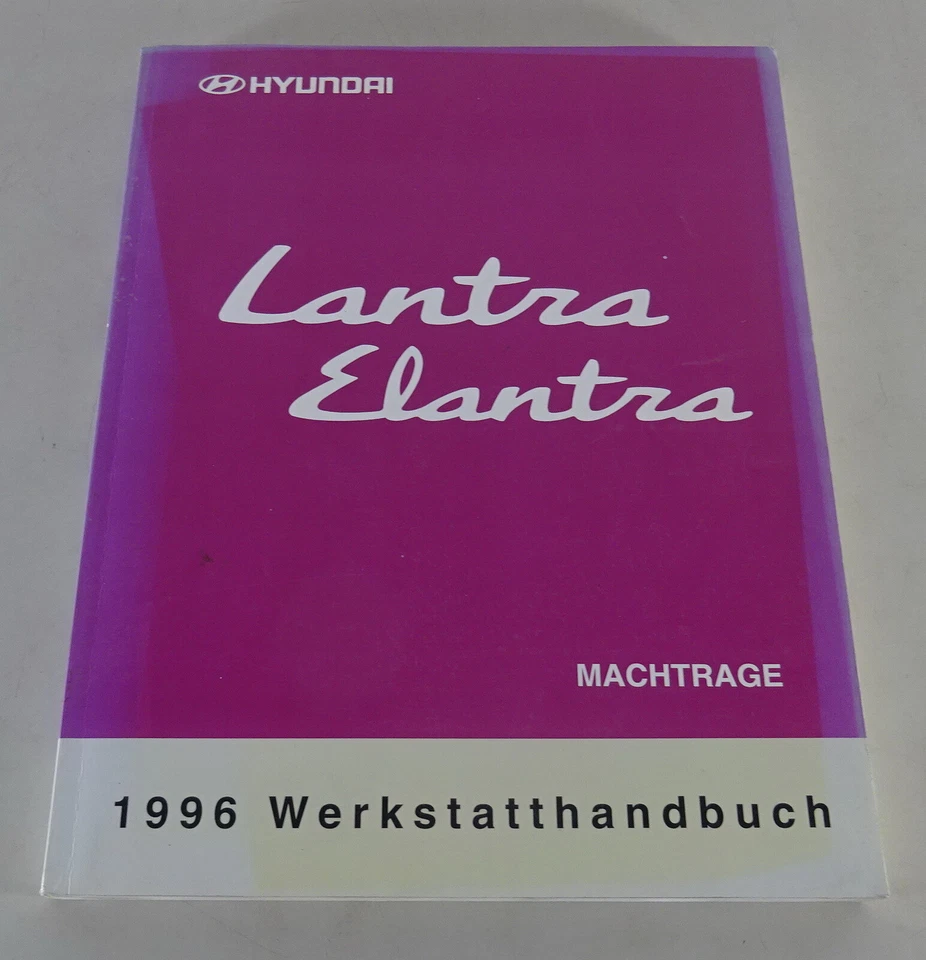 HYUNDAI
Lantra
Elantra
MACHTRAGE
1996 Werkstatthandbuch